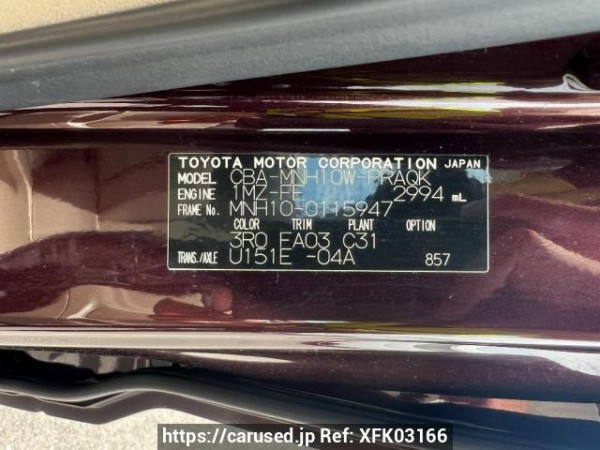 TOYOTA MOTOR CORPORATION JAPAN
MODEL CBA-MNH10W-PRAQK
ENGINE 1MZ-FE 2994 mL
FRAME No. MNH10-0115947
COLOR TRIM PLANT OPTION
3R0 EA03 C31
TRANS./AXLE U151E -04A 857
https://carused.jp Ref: XFK03166